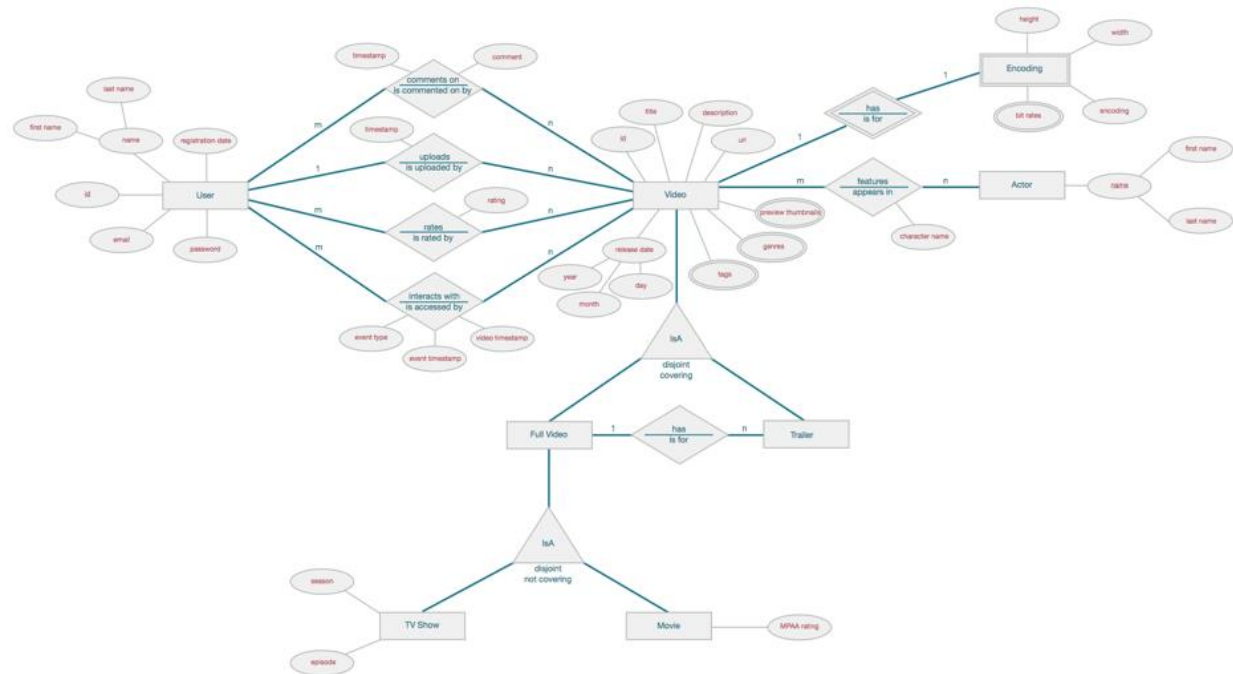 height
width
timestamp
comment
Encoding
comments on
is commented on by
1
last name
title
description
has
is for
bit rates
encoding
m
n
first name
name
registration date
timestamp
id
url
1
first name
uploads
is uploaded by
features
appears in
1
n
m
n
id
User
Video
Actor
name
rating
m
n
preview thumbnails
email
password
rates
is rated by
character name
last name
m
n
release date
genres
year
tags
day
interacts with
is accessed by
month
event type
video timestamp
event timestamp
IsA
disjoint
covering
Full Video
1
has
is for
n
Trailer
IsA
disjoint
not covering
season
TV Show
Movie
MPAA rating
episode